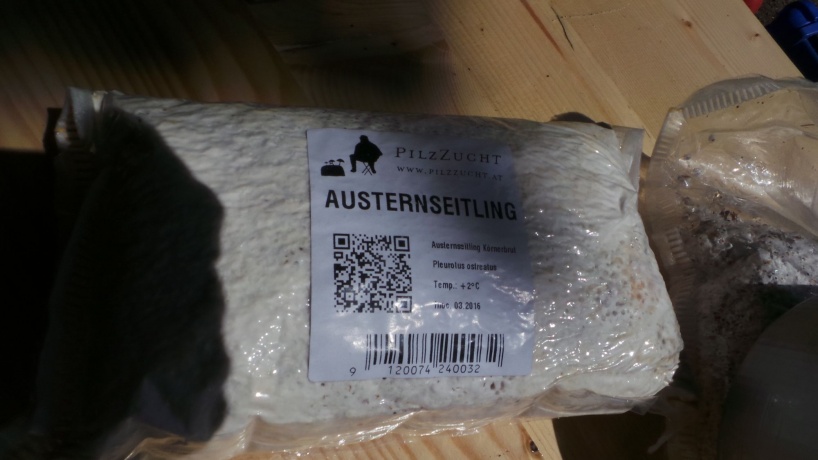 PILZZUCHT
WWW.PILZZUCHT.AT
AUSTERNSEITLING
Austernseitling Körnerbrut
Pleurotus ostreatus
Temp.: +2°C
03.2016
9 120074 240032